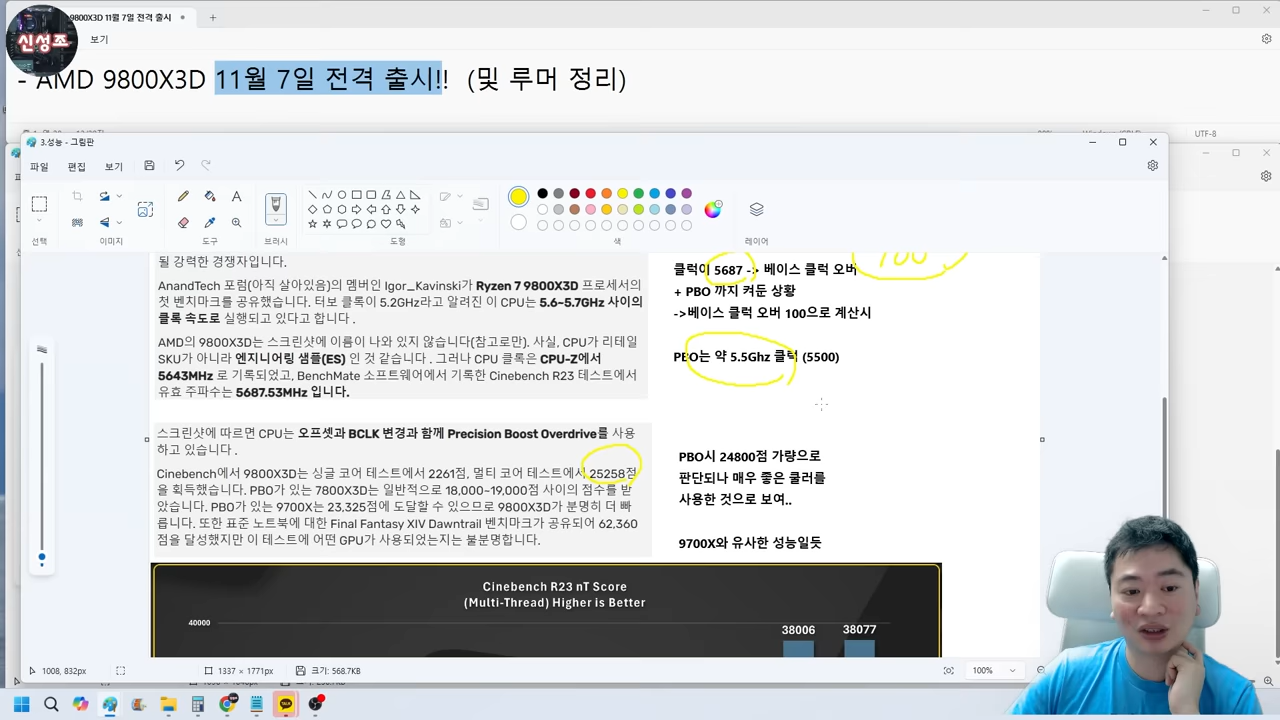 9800X3D 11월 7일 전격 출시
보기
신성조
- AMD 9800X3D 11월 7일 전격 출시!! (및 루머 정리)
UTF-8
3.성능 - 그림판
파일 편집 보기
선택 이미지 도구 브러시 도형 색 레이어
될 강력한 경쟁자입니다.
AnandTech 포럼(아직 살아있음)의 멤버인 Igor_Kavinski가 Ryzen 7 9800X3D 프로세서의
첫 벤치마크를 공유했습니다. 터보 클록이 5.2GHz라고 알려진 이 CPU는 5.6~5.7GHz 사이의
클록 속도로 실행되고 있다고 합니다 .
AMD의 9800X3D는 스크린샷에 이름이 나와 있지 않습니다(참고로만). 사실, CPU가 리테일
SKU가 아니라 엔지니어링 샘플(ES) 인 것 같습니다 . 그러나 CPU 클록은 CPU-Z에서
5643MHz 로 기록되었고, BenchMate 소프트웨어에서 기록한 Cinebench R23 테스트에서
유효 주파수는 5687.53MHz 입니다.
스크린샷에 따르면 CPU는 오프셋과 BCLK 변경과 함께 Precision Boost Overdrive를 사용
하고 있습니다 .
Cinebench에서 9800X3D는 싱글 코어 테스트에서 2261점, 멀티 코어 테스트에서 25258점
을 획득했습니다. PBO가 있는 7800X3D는 일반적으로 18,000~19,000점 사이의 점수를 받
았습니다. PBO가 있는 9700X는 23,325점에 도달할 수 있으므로 9800X3D가 분명히 더 빠
릅니다. 또한 표준 노트북에 대한 Final Fantasy XIV Dawntrail 벤치마크가 공유되어 62,360
점을 달성했지만 이 테스트에 어떤 GPU가 사용되었는지는 불분명합니다.
100
클럭이 5687 -> 베이스 클럭 오버
+ PBO 까지 켜둔 상황
->베이스 클럭 오버 100으로 계산시
PBO는 약 5.5Ghz 클럭 (5500)
PBO시 24800점 가량으로
판단되나 매우 좋은 쿨러를
사용한 것으로 보여..
9700X와 유사한 성능일듯
Cinebench R23 nT Score
(Multi-Thread) Higher is Better
40000
38006 38077
1008, 832px
1337 × 1771px
크기: 568.7KB
100%
TALK